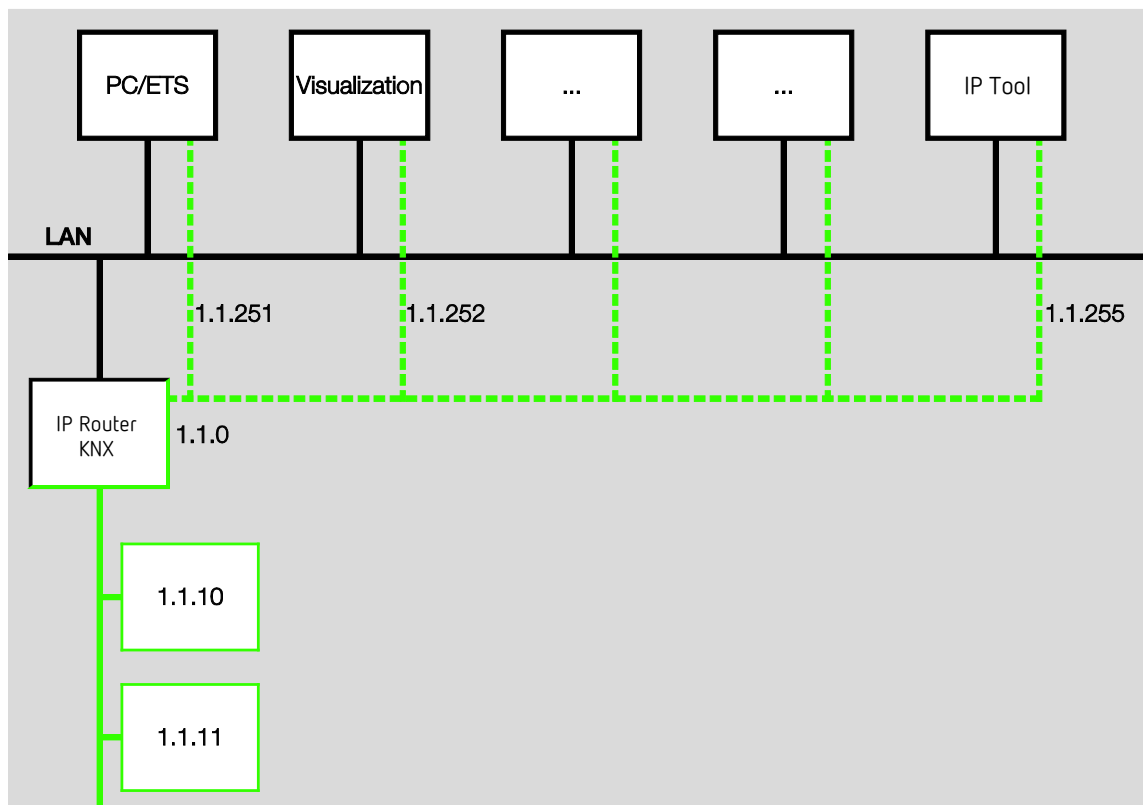 PC/ETS
Visualization
...
...
IP Tool
LAN
1.1.251
1.1.252
1.1.255
IP Router
KNX
1.1.0
1.1.10
1.1.11